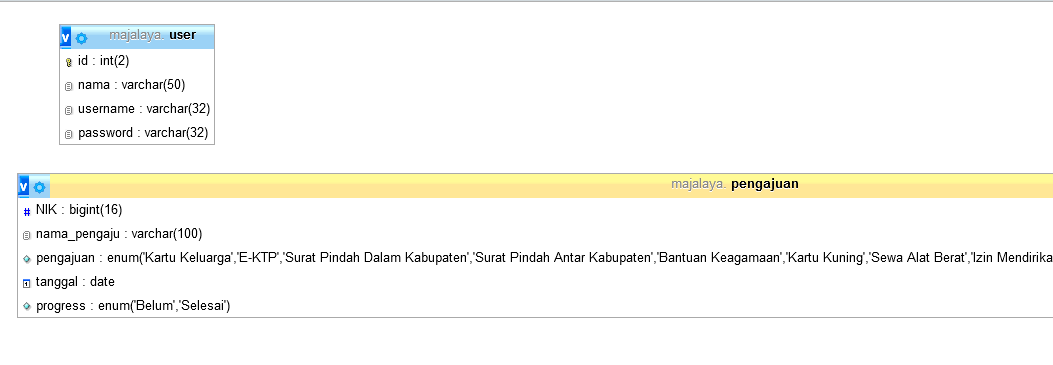 v majalaya. user
id : int(2)
nama : varchar(50)
username : varchar(32)
password : varchar(32)
v majalaya. pengajuan
# NIK : bigint(16)
nama_pengaju : varchar(100)
pengajuan : enum('Kartu Keluarga','E-KTP','Surat Pindah Dalam Kabupaten','Surat Pindah Antar Kabupaten','Bantuan Keagamaan','Kartu Kuning','Sewa Alat Berat','Izin Mendirika
tanggal : date
progress : enum('Belum','Selesai')